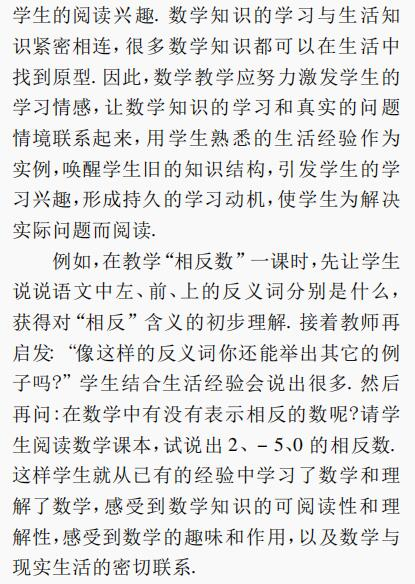 学生的阅读兴趣. 数学知识的学习与生活知
识紧密相连, 很多数学知识都可以在生活中
找到原型. 因此, 数学教学应努力激发学生的
学习情感, 让数学知识的学习和真实的问题
情境联系起来, 用学生熟悉的生活经验作为
实例, 唤醒学生旧的知识结构, 引发学生的学
习兴趣, 形成持久的学习动机, 使学生为解决
实际问题而阅读.
例如, 在教学“相反数”一课时, 先让学生
说说语文中左、前、上的反义词分别是什么,
获得对“相反”含义的初步理解. 接着教师再
启发: “像这样的反义词你还能举出其它的例
子吗?”学生结合生活经验会说出很多. 然后
再问: 在数学中有没有表示相反的数呢?请学
生阅读数学课本, 试说出 2、- 5、0 的相反数.
这样学生就从已有的经验中学习了数学和理
解了数学, 感受到数学知识的可阅读性和理
解性, 感受到数学的趣味和作用, 以及数学与
现实生活的密切联系.